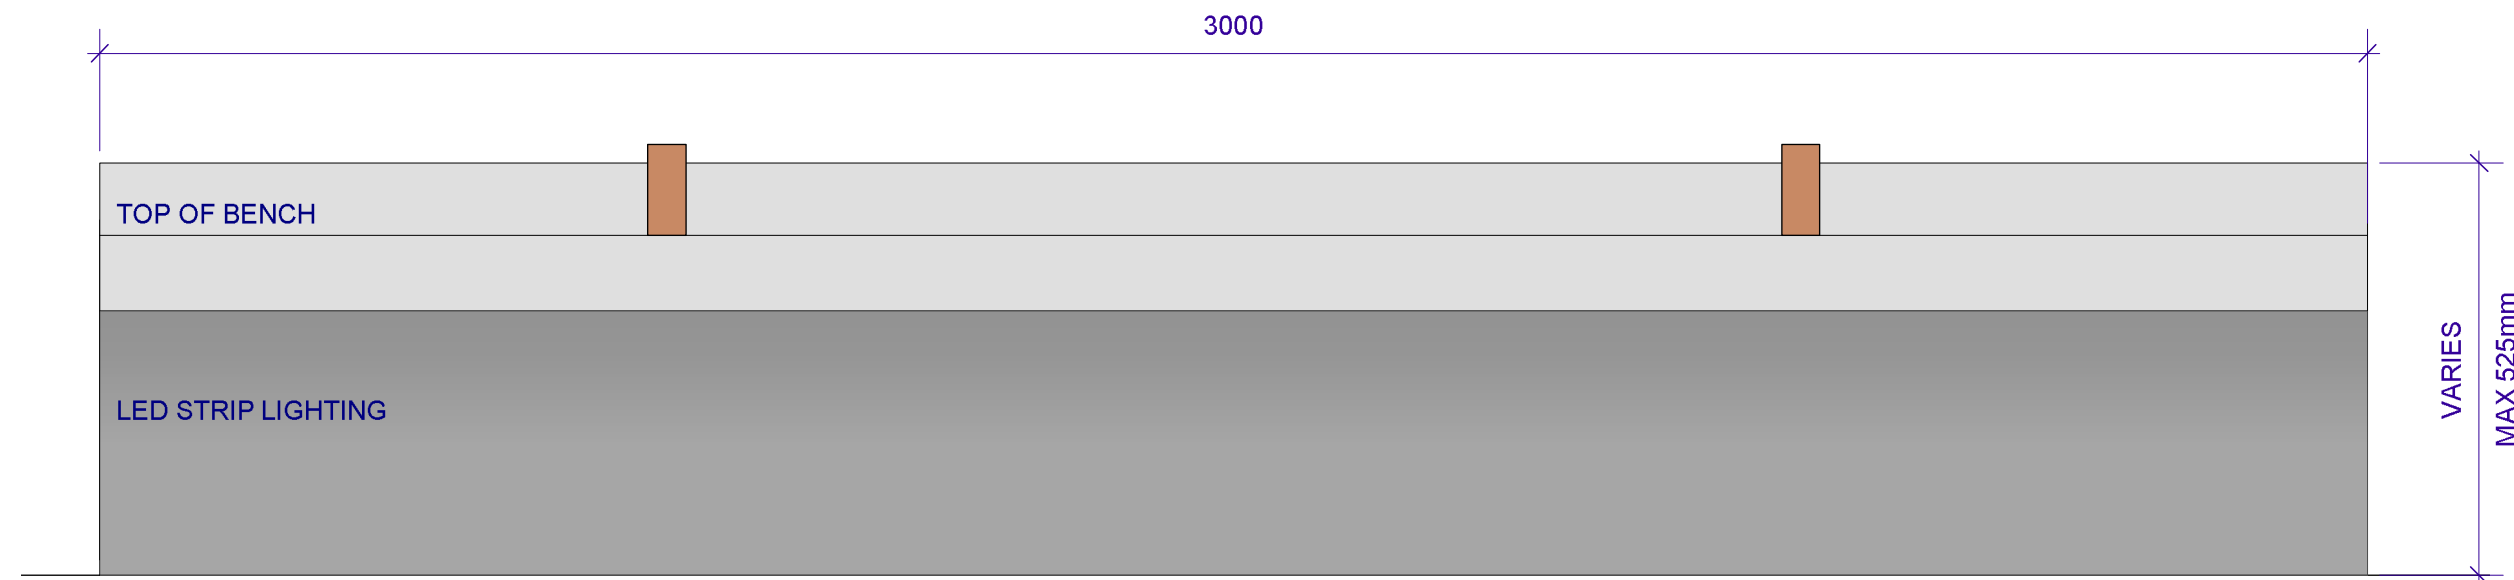 3000
TOP OF BENCH
LED STRIP LIGHTING
VARIES
MAX 525mm